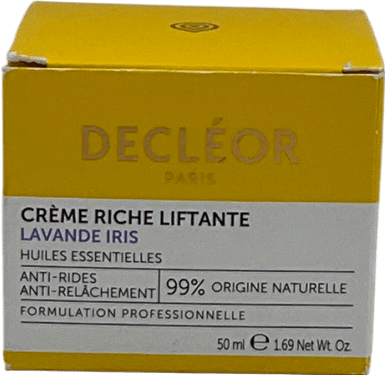 DECLÉOR
PARIS
CRÈME RICHE LIFTANTE
LAVANDE IRIS
HUILES ESSENTIELLES
ANTI-RIDES
ANTI-RELÂCHEMENT
99% ORIGINE NATURELLE
FORMULATION PROFESSIONNELLE
50 ml ℮ 1.69 Net Wt. Oz.